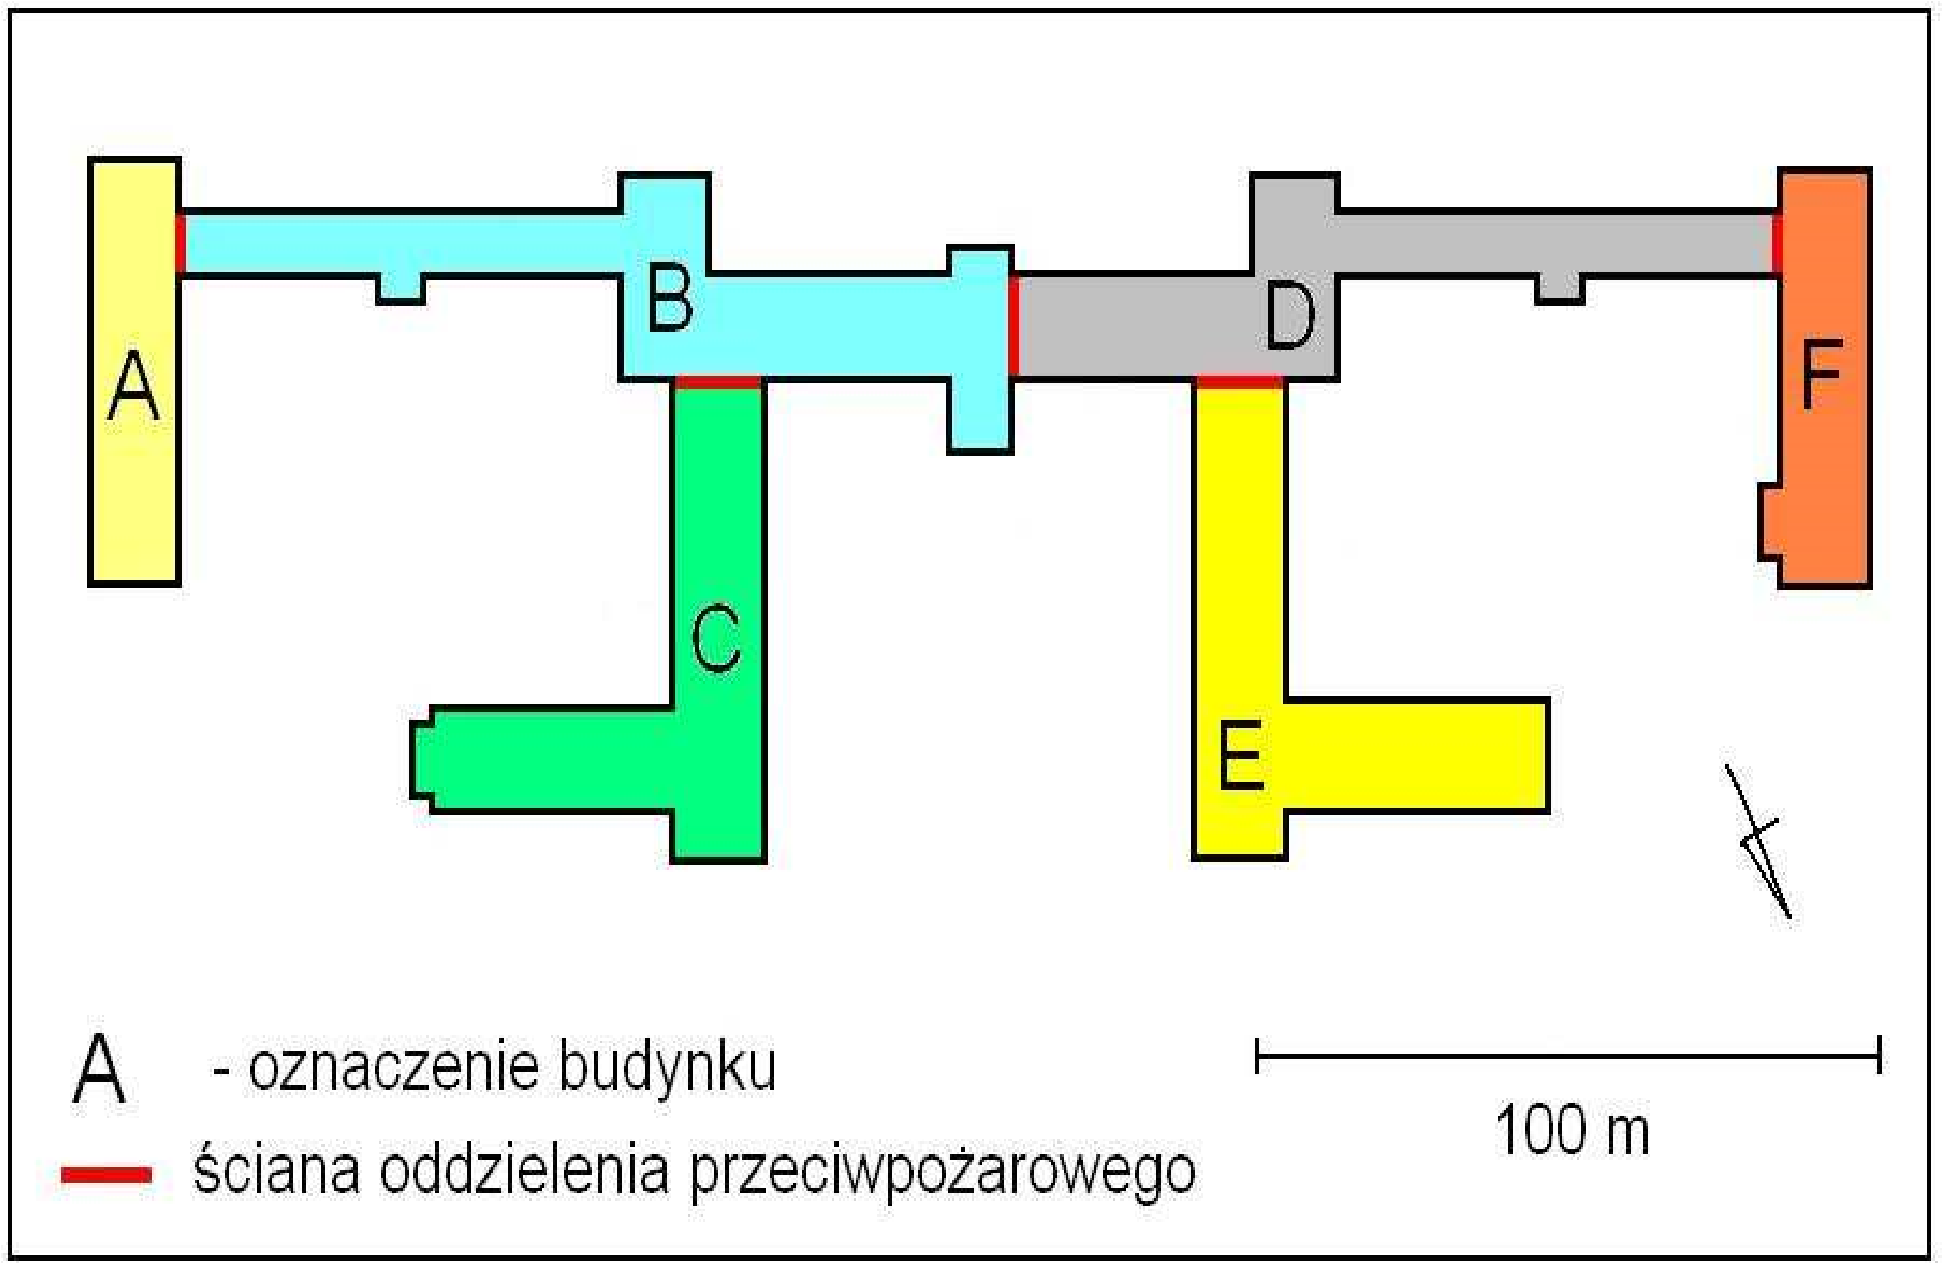 B
D
A
F
C
E
A - oznaczenie budynku
100 m
ściana oddzielenia przeciwpożarowego